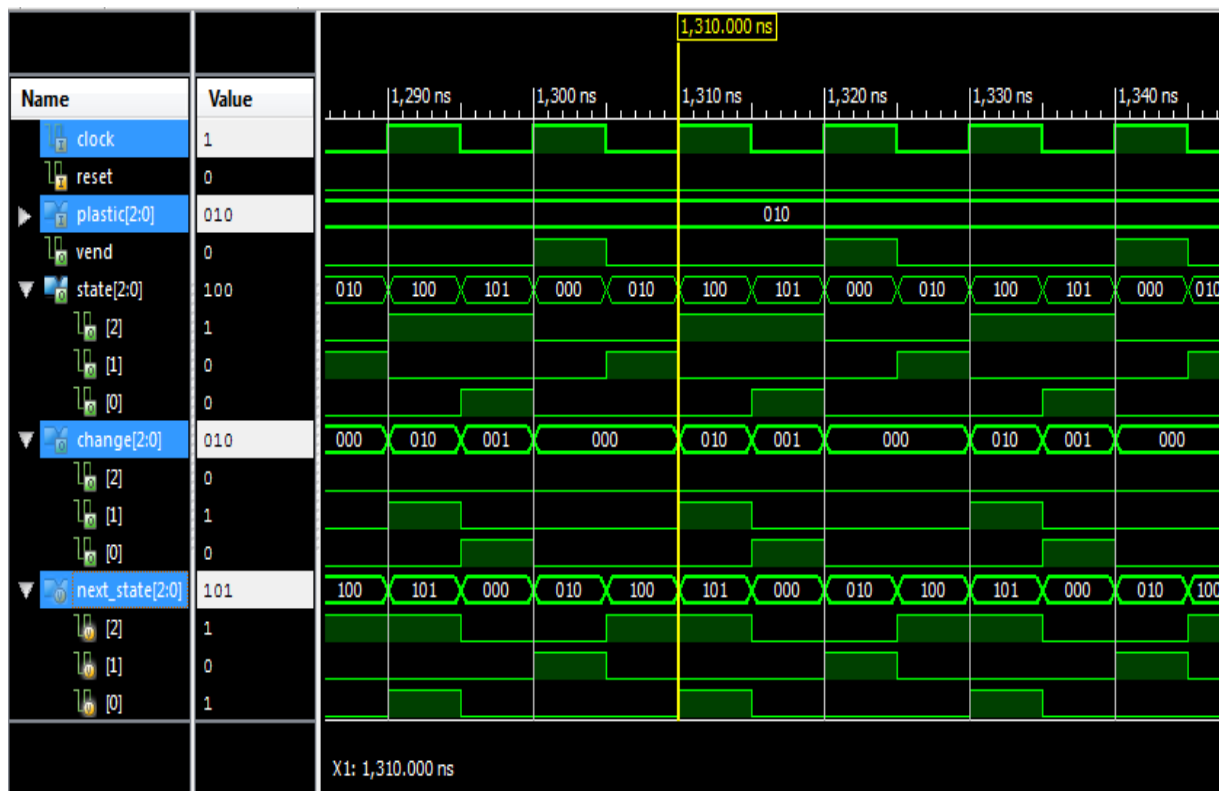 1,310.000 ns
Name Value 1,290 ns 1,300 ns 1,310 ns 1,320 ns 1,330 ns 1,340 ns
clock 1
reset 0
plastic[2:0] 010 010
vend 0
state[2:0] 100 010 100 101 000 010 100 101 000 010 100 101 000 010
[2] 1
[1] 0
[0] 0
change[2:0] 010 000 010 001 000 010 001 000 010 001 000
[2] 0
[1] 1
[0] 0
next_state[2:0] 101 100 101 000 010 100 101 000 010 100 101 000 010 100
[2] 1
[1] 0
[0] 1
X1: 1,310.000 ns